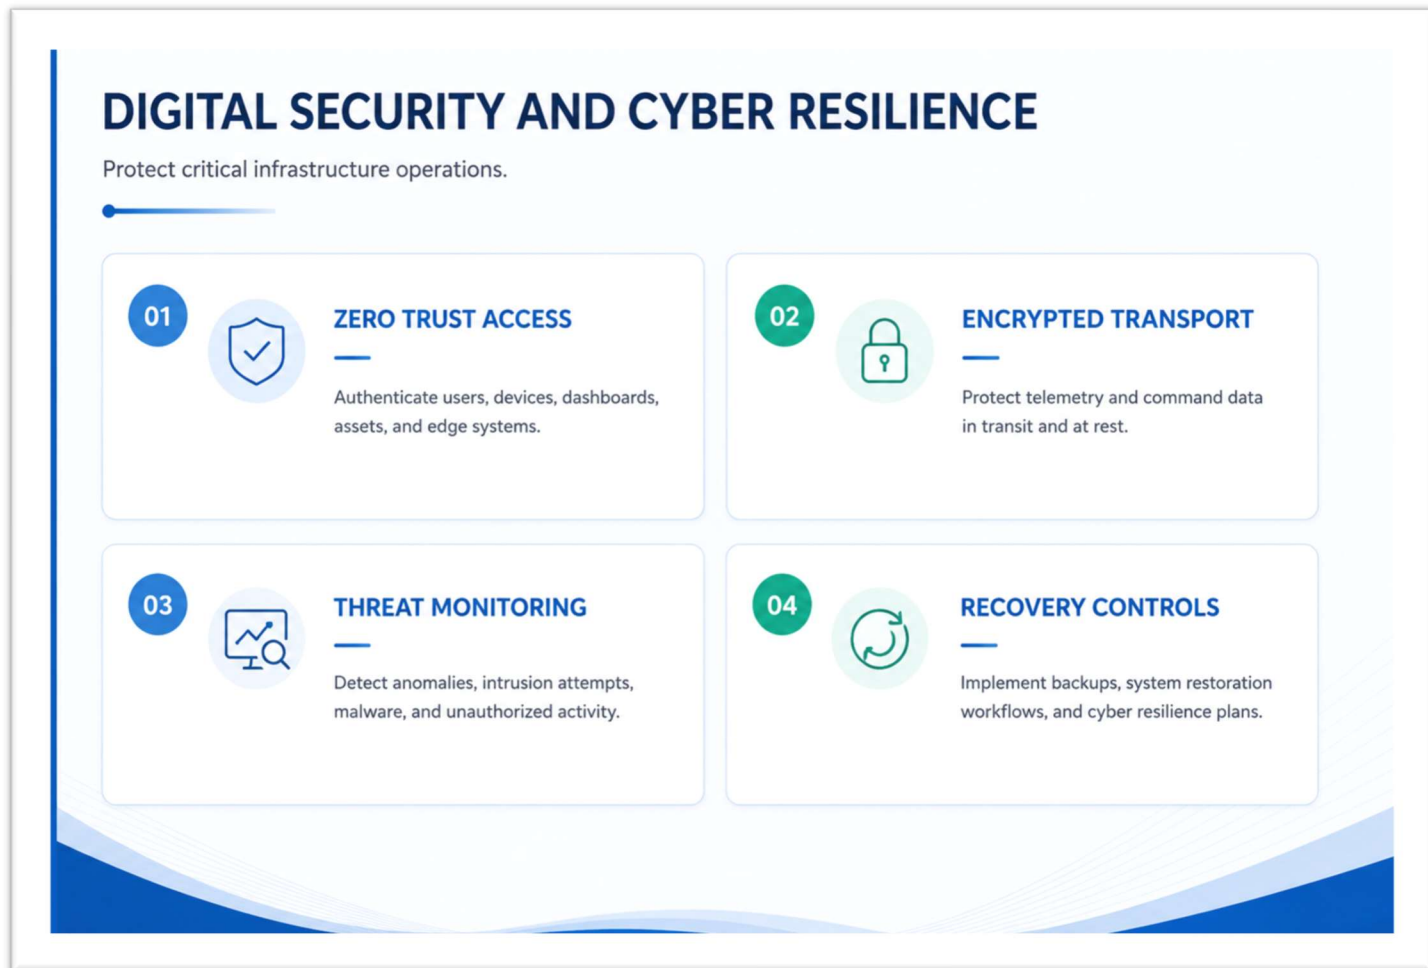 DIGITAL SECURITY AND CYBER RESILIENCE
Protect critical infrastructure operations.
01
ZERO TRUST ACCESS
Authenticate users, devices, dashboards,
assets, and edge systems.
02
ENCRYPTED TRANSPORT
Protect telemetry and command data
in transit and at rest.
03
THREAT MONITORING
Detect anomalies, intrusion attempts,
malware, and unauthorized activity.
04
RECOVERY CONTROLS
Implement backups, system restoration
workflows, and cyber resilience plans.